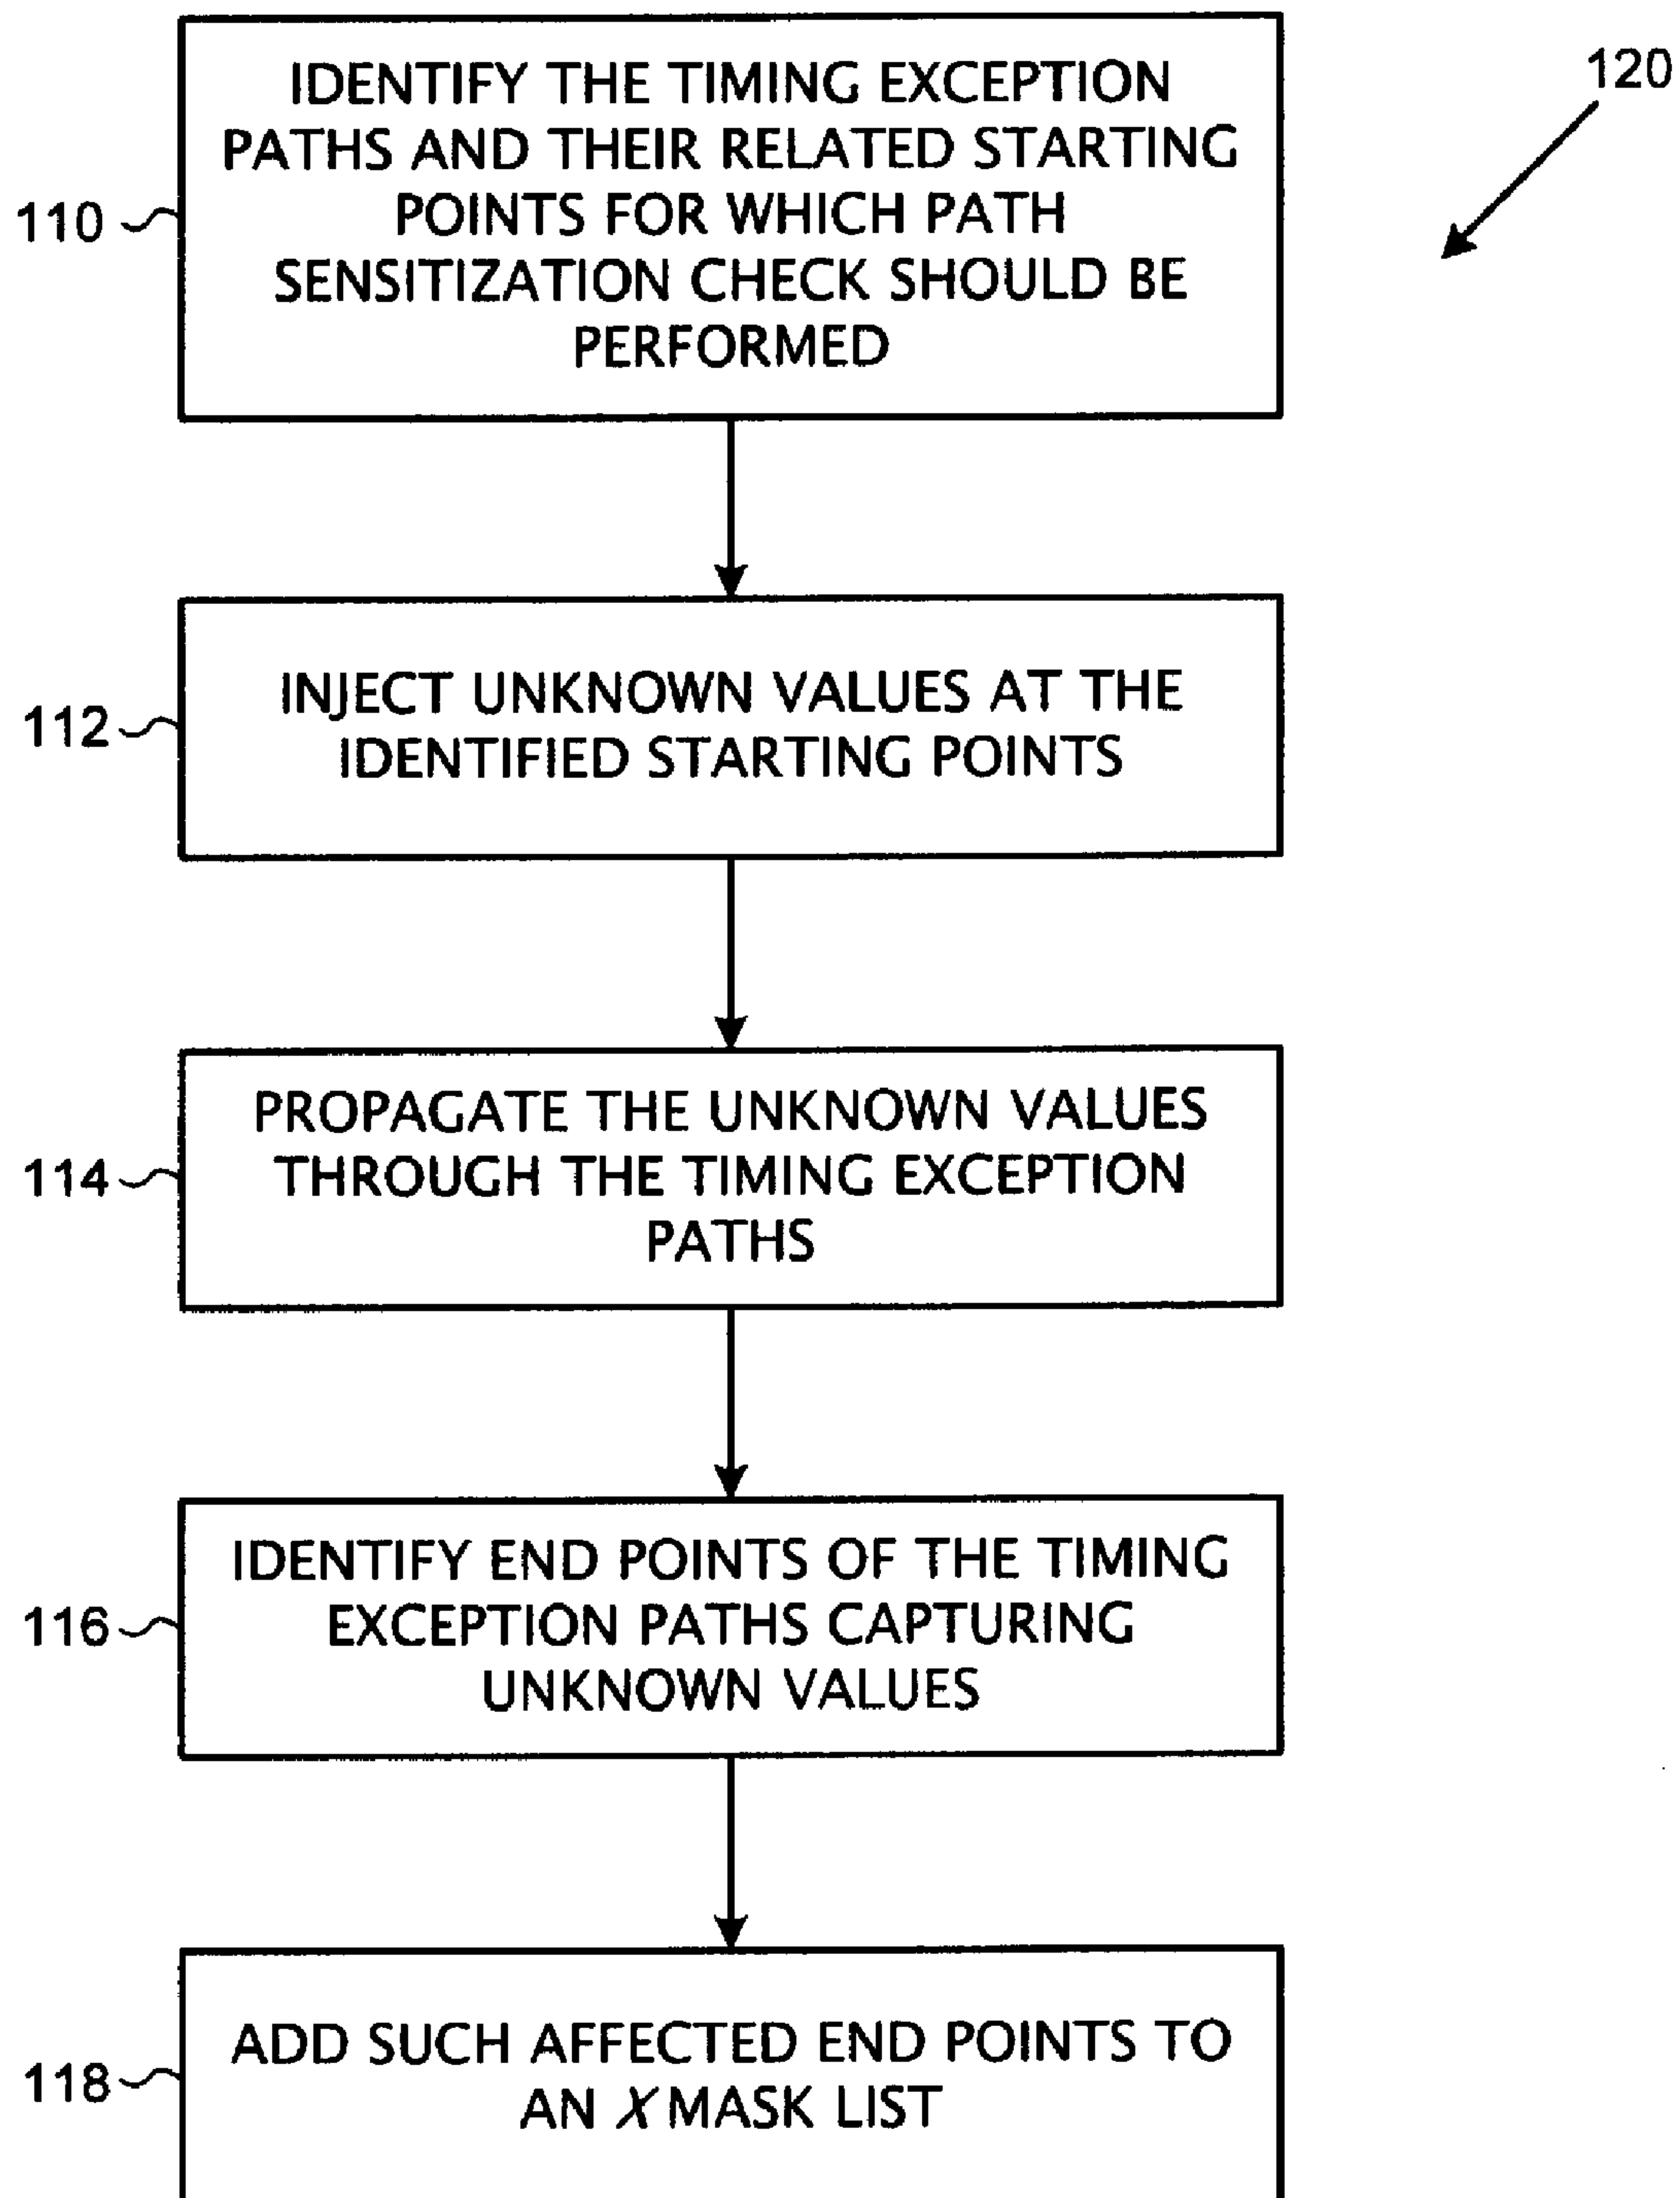 120
IDENTIFY THE TIMING EXCEPTION
PATHS AND THEIR RELATED STARTING
POINTS FOR WHICH PATH
SENSITIZATION CHECK SHOULD BE
PERFORMED
110
INJECT UNKNOWN VALUES AT THE
IDENTIFIED STARTING POINTS
112
PROPAGATE THE UNKNOWN VALUES
THROUGH THE TIMING EXCEPTION
PATHS
114
IDENTIFY END POINTS OF THE TIMING
EXCEPTION PATHS CAPTURING
UNKNOWN VALUES
116
ADD SUCH AFFECTED END POINTS TO
AN X MASK LIST
118